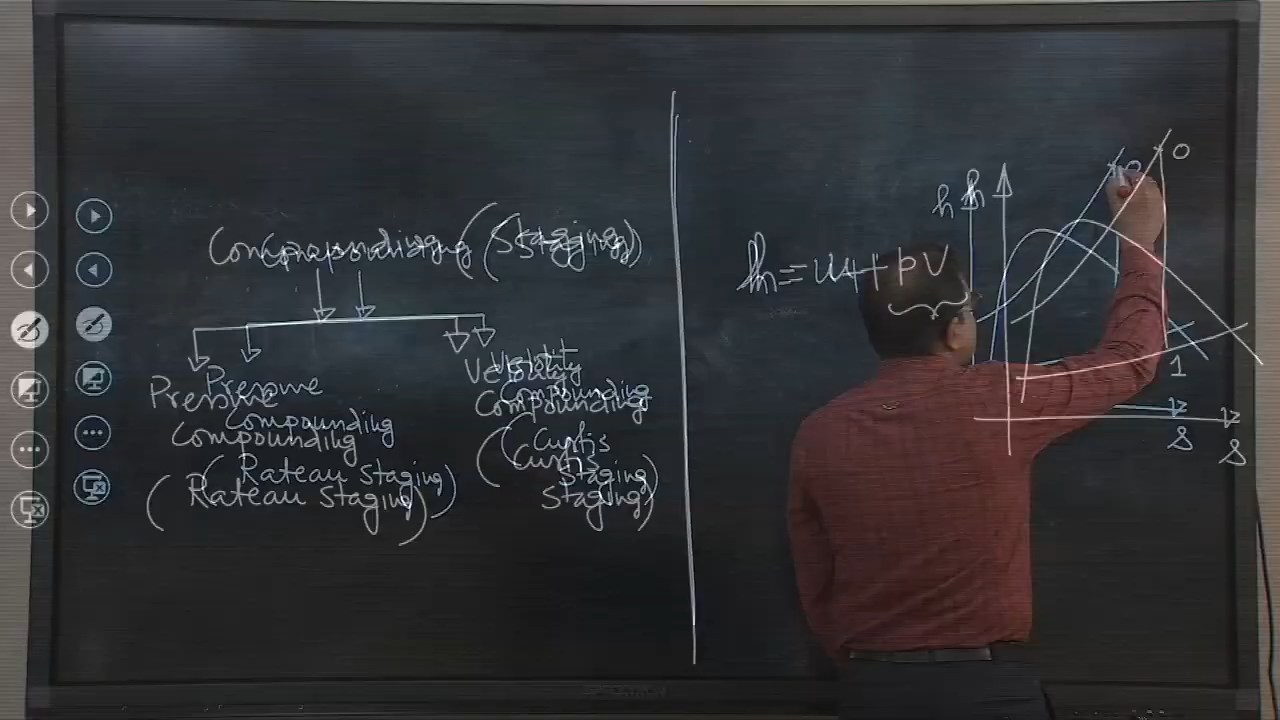 Compounding (Staging)
Pressure
Compounding
(Rateau Staging)
Velocity
Compounding
(Curtis
Staging)
h = u + pv
h
0
1
s